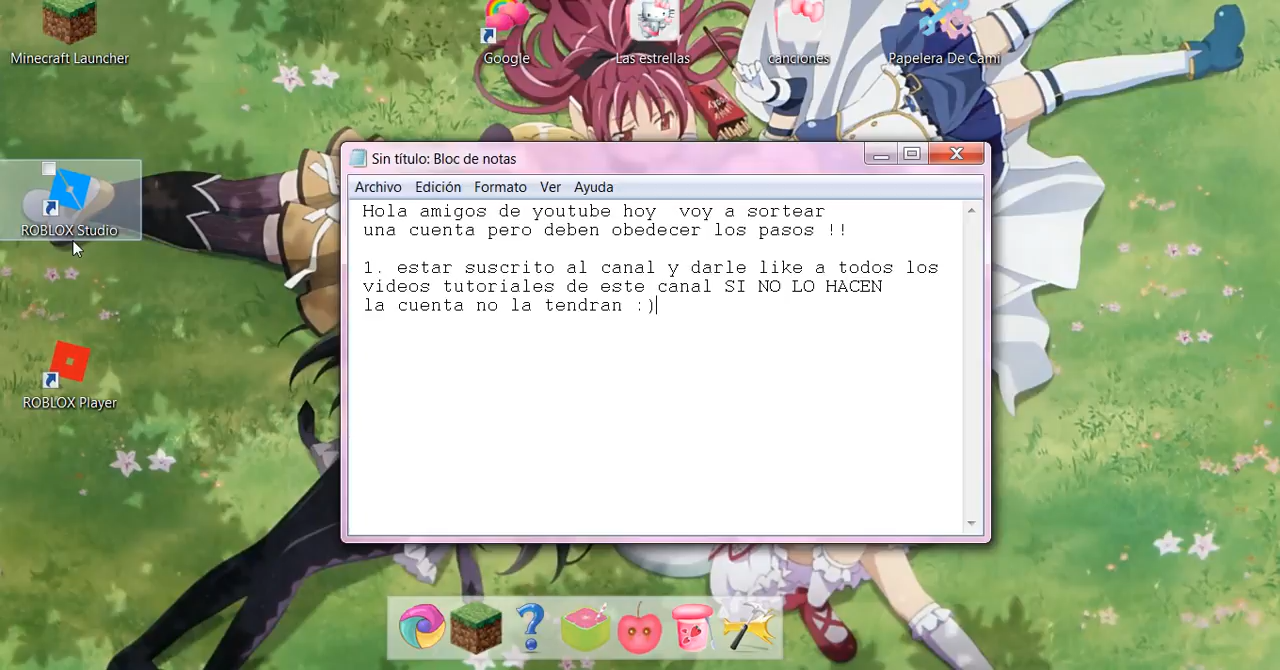 Minecraft Launcher
Google
Las estrellas
canciones
Papelera De Cami
Sin título: Bloc de notas
Archivo Edición Formato Ver Ayuda
Hola amigos de youtube hoy  voy a sortear
una cuenta pero deben obedecer los pasos !!
1. estar suscrito al canal y darle like a todos los
videos tutoriales de este canal SI NO LO HACEN
la cuenta no la tendran :)
ROBLOX Studio
ROBLOX Player